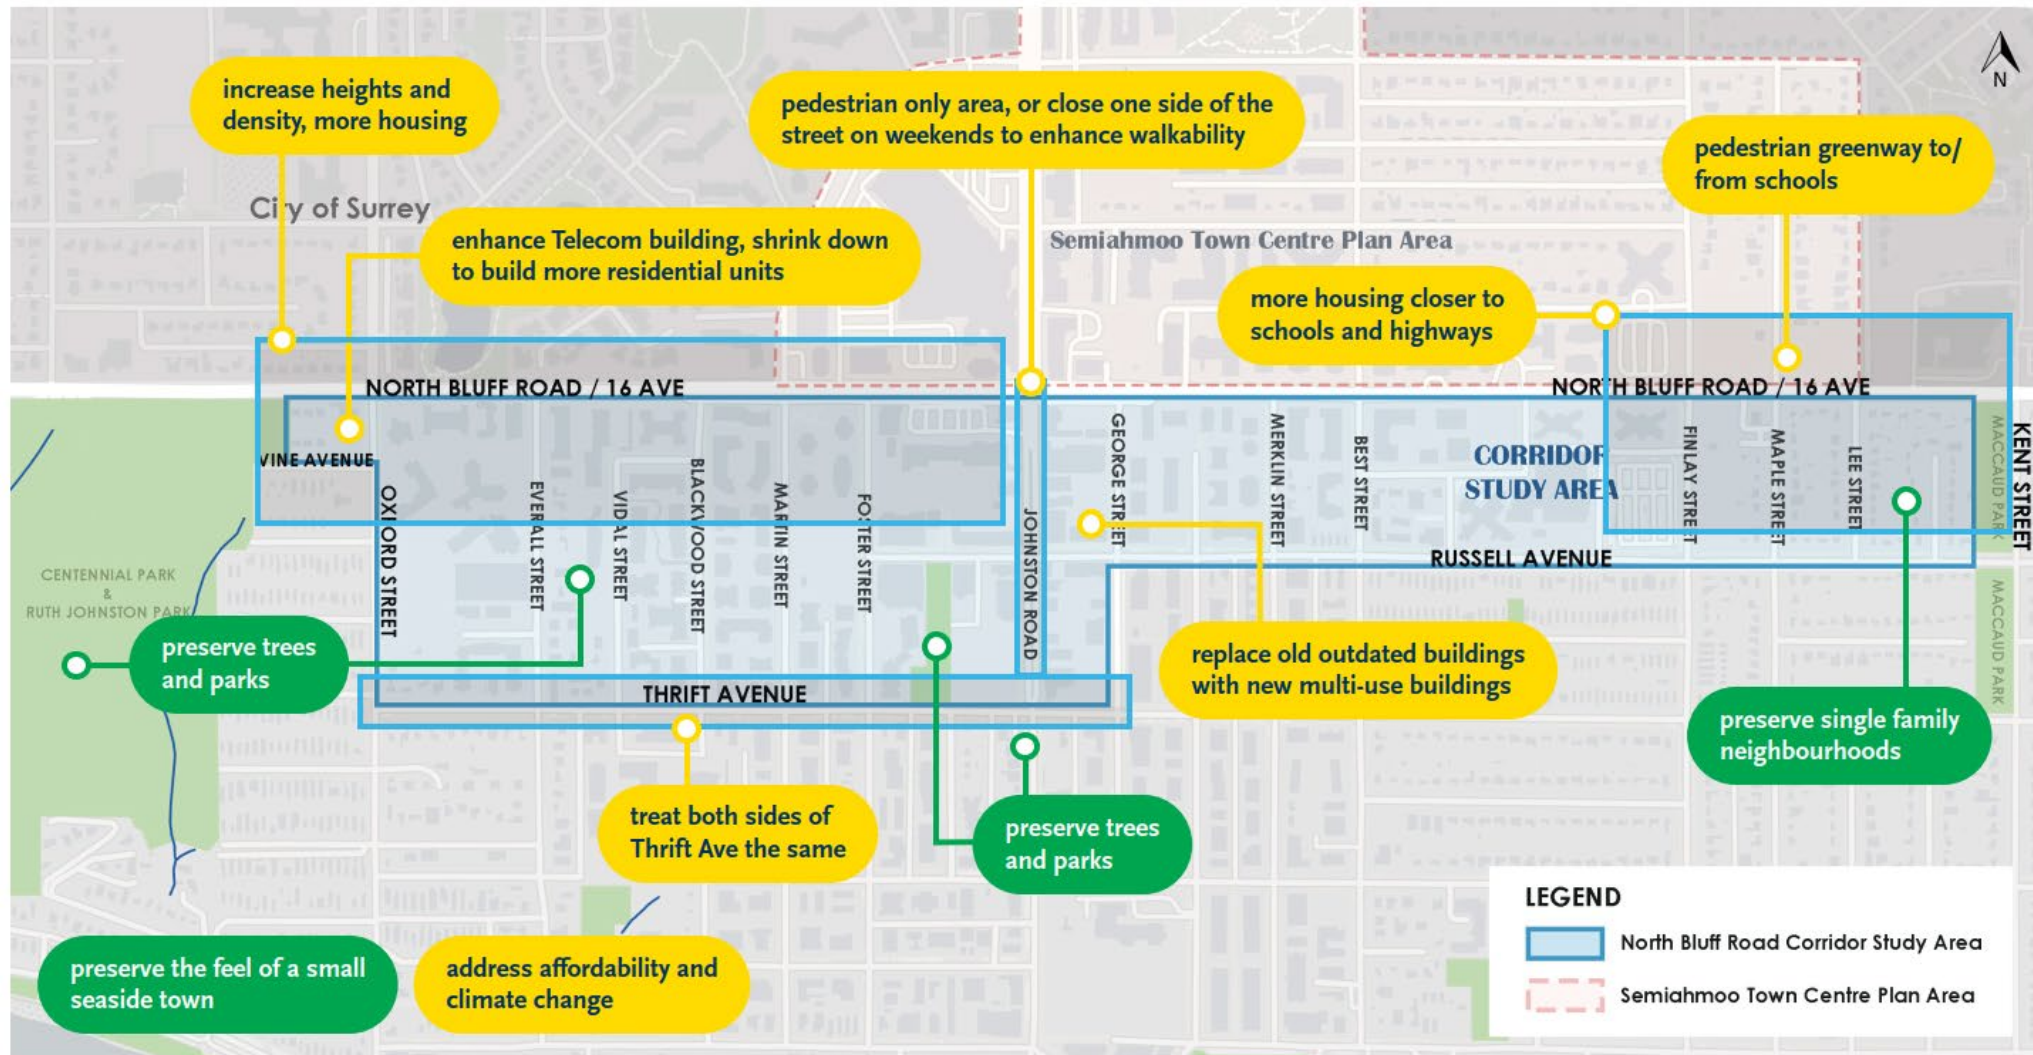 increase heights and
density, more housing
pedestrian only area, or close one side of the
street on weekends to enhance walkability
N
pedestrian greenway to/
from schools
City of Surrey
enhance Telecom building, shrink down
to build more residential units
Semiahmoo Town Centre Plan Area
more housing closer to
schools and highways
NORTH BLUFF ROAD / 16 AVE
NORTH BLUFF ROAD / 16 AVE
VINE AVENUE
OXFORD STREET
EVERALL STREET
VIDAL STREET
BLACKWOOD STREET
MARTIN STREET
FOSTER STREET
JOHNSTON ROAD
GEORGE STREET
MERKLIN STREET
BEST STREET
CORRIDOR
STUDY AREA
FINLAY STREET
MAPLE STREET
LEE STREET
MACCAUD PARK
KENT STREET
RUSSELL AVENUE
CENTENNIAL PARK
&
RUTH JOHNSTON PARK
MACCAUD PARK
preserve trees
and parks
THRIFT AVENUE
replace old outdated buildings
with new multi-use buildings
preserve single family
neighbourhoods
treat both sides of
Thrift Ave the same
preserve trees
and parks
LEGEND
North Bluff Road Corridor Study Area
Semiahmoo Town Centre Plan Area
preserve the feel of a small
seaside town
address affordability and
climate change